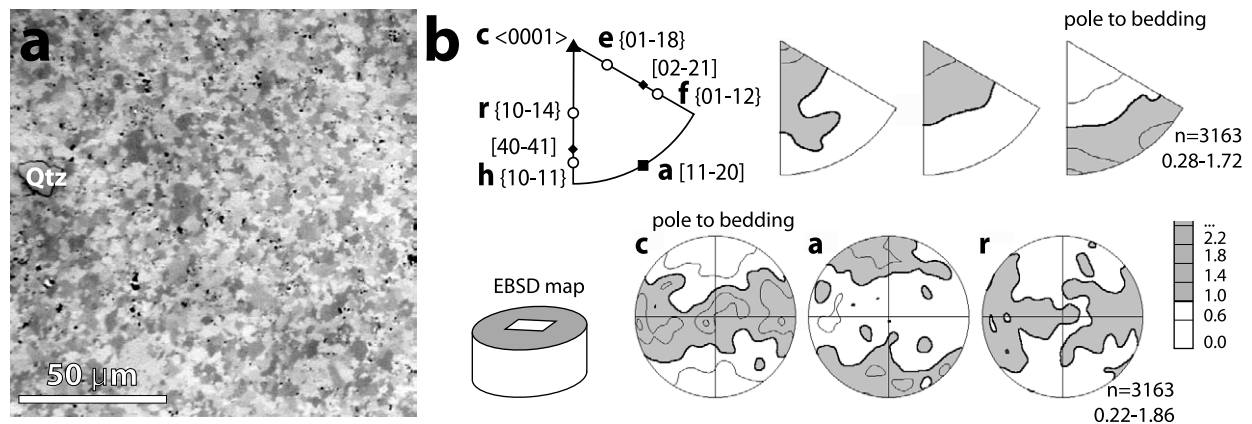 a
Qtz
50 µm
b
c <0001>
e {01-18}
[02-21]
f {01-12}
r {10-14}
[40-41]
h {10-11}
a [11-20]
pole to bedding
n=3163
0.28-1.72
EBSD map
pole to bedding
c
a
r
...
2.2
1.8
1.4
1.0
0.6
0.0
n=3163
0.22-1.86